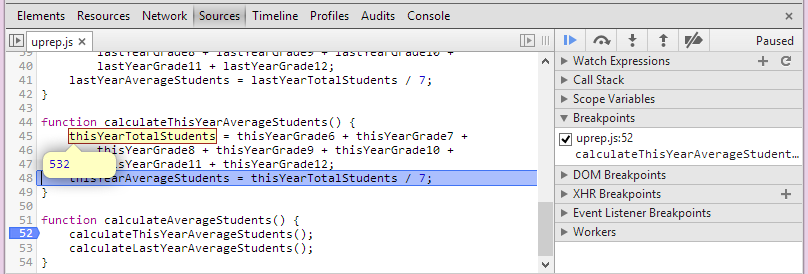 Elements Resources Network Sources Timeline Profiles Audits Console
uprep.js ×
Paused
lastYearGrade8 + lastYearGrade9 + lastYearGrade10 +
40 lastYearGrade11 + lastYearGrade12;
41 lastYearAverageStudents = lastYearTotalStudents / 7;
42 }
43
44 function calculateThisYearAverageStudents() {
45 thisYearTotalStudents = thisYearGrade6 + thisYearGrade7 +
46 thisYearGrade8 + thisYearGrade9 + thisYearGrade10 +
47 thisYearGrade11 + thisYearGrade12;
532
48 thisYearAverageStudents = thisYearTotalStudents / 7;
49 }
50
51 function calculateAverageStudents() {
52 calculateThisYearAverageStudents();
53 calculateLastYearAverageStudents();
54 }
Watch Expressions
Call Stack
Scope Variables
Breakpoints
uprep.js:52
calculateThisYearAverageStudent...
DOM Breakpoints
XHR Breakpoints
Event Listener Breakpoints
Workers